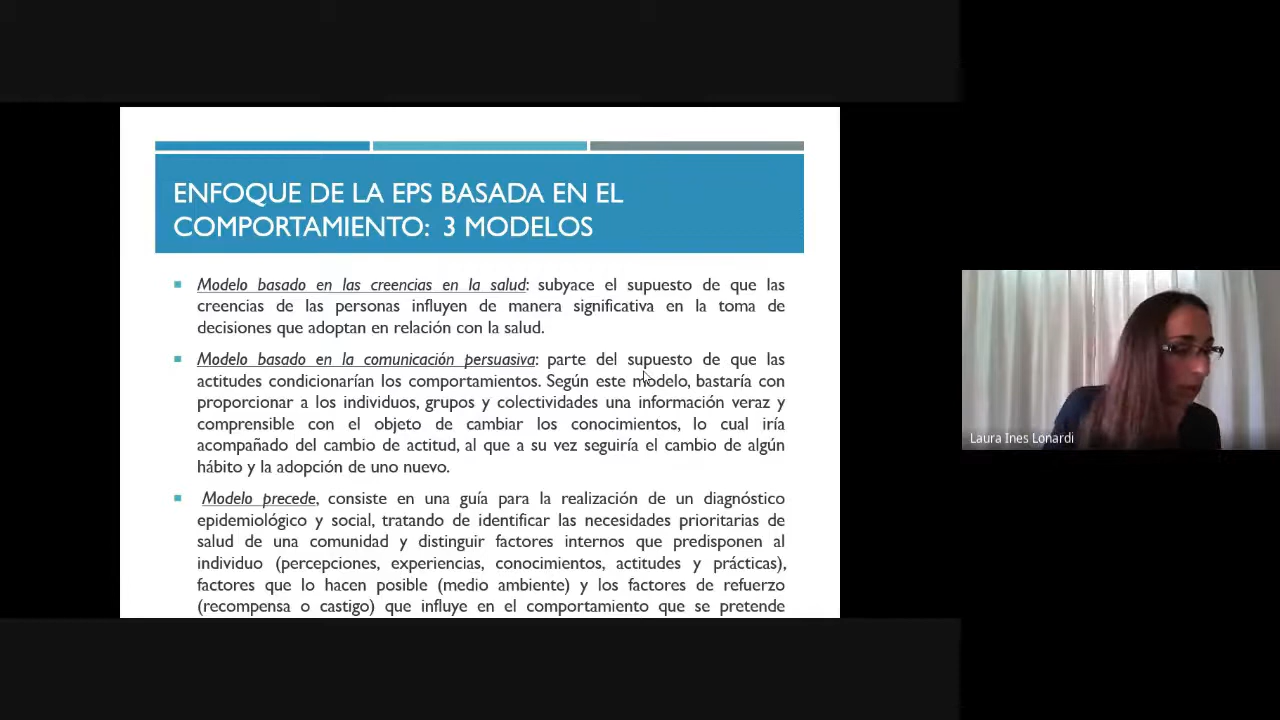 ENFOQUE DE LA EPS BASADA EN EL
COMPORTAMIENTO: 3 MODELOS
Modelo basado en las creencias en la salud: subyace el supuesto de que las
creencias de las personas influyen de manera significativa en la toma de
decisiones que adoptan en relación con la salud.
Modelo basado en la comunicación persuasiva: parte del supuesto de que las
actitudes condicionarían los comportamientos. Según este modelo, bastaría con
proporcionar a los individuos, grupos y colectividades una información veraz y
comprensible con el objeto de cambiar los conocimientos, lo cual iría
acompañado del cambio de actitud, al que a su vez seguiría el cambio de algún
hábito y la adopción de uno nuevo.
Modelo precede, consiste en una guía para la realización de un diagnóstico
epidemiológico y social, tratando de identificar las necesidades prioritarias de
salud de una comunidad y distinguir factores internos que predisponen al
individuo (percepciones, experiencias, conocimientos, actitudes y prácticas),
factores que lo hacen posible (medio ambiente) y los factores de refuerzo
(recompensa o castigo) que influye en el comportamiento que se pretende
Laura Ines Lonardi